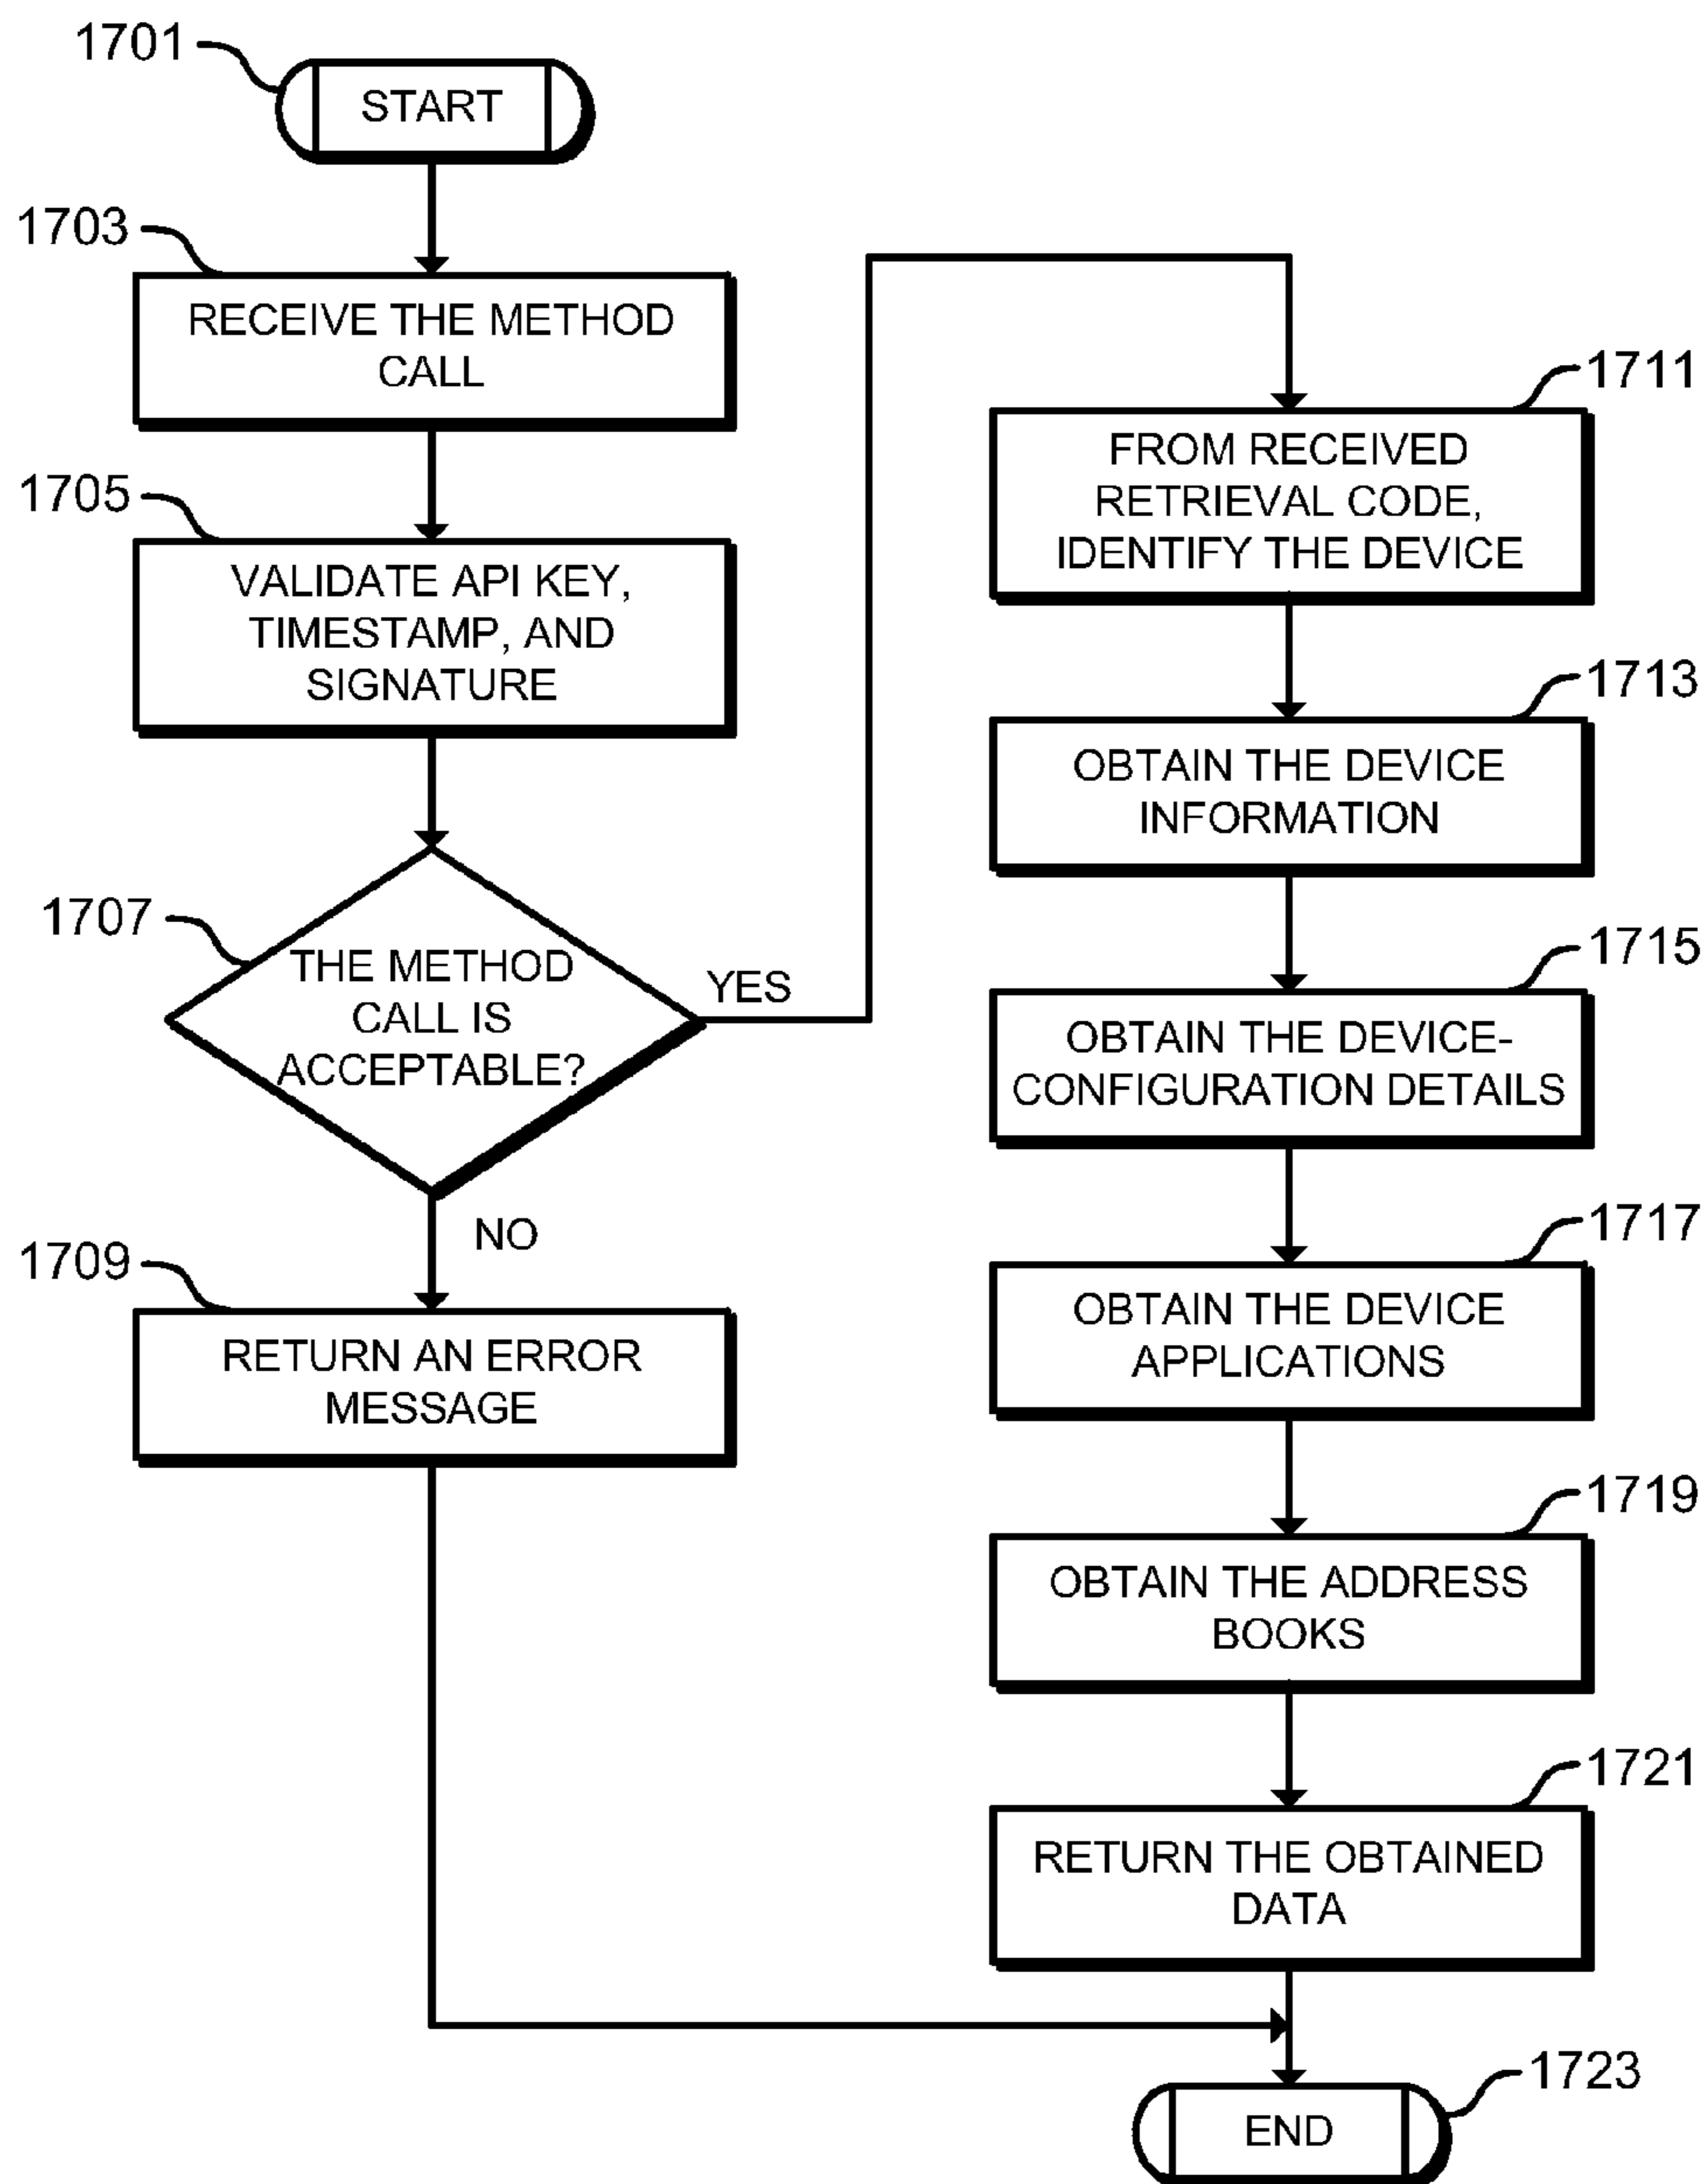 1701
START
1703
RECEIVE THE METHOD
CALL
1705
VALIDATE API KEY,
TIMESTAMP, AND
SIGNATURE
1707
THE METHOD
CALL IS
ACCEPTABLE?
YES
NO
1709
RETURN AN ERROR
MESSAGE
1711
FROM RECEIVED
RETRIEVAL CODE,
IDENTIFY THE DEVICE
1713
OBTAIN THE DEVICE
INFORMATION
1715
OBTAIN THE DEVICE-
CONFIGURATION DETAILS
1717
OBTAIN THE DEVICE
APPLICATIONS
1719
OBTAIN THE ADDRESS
BOOKS
1721
RETURN THE OBTAINED
DATA
1723
END